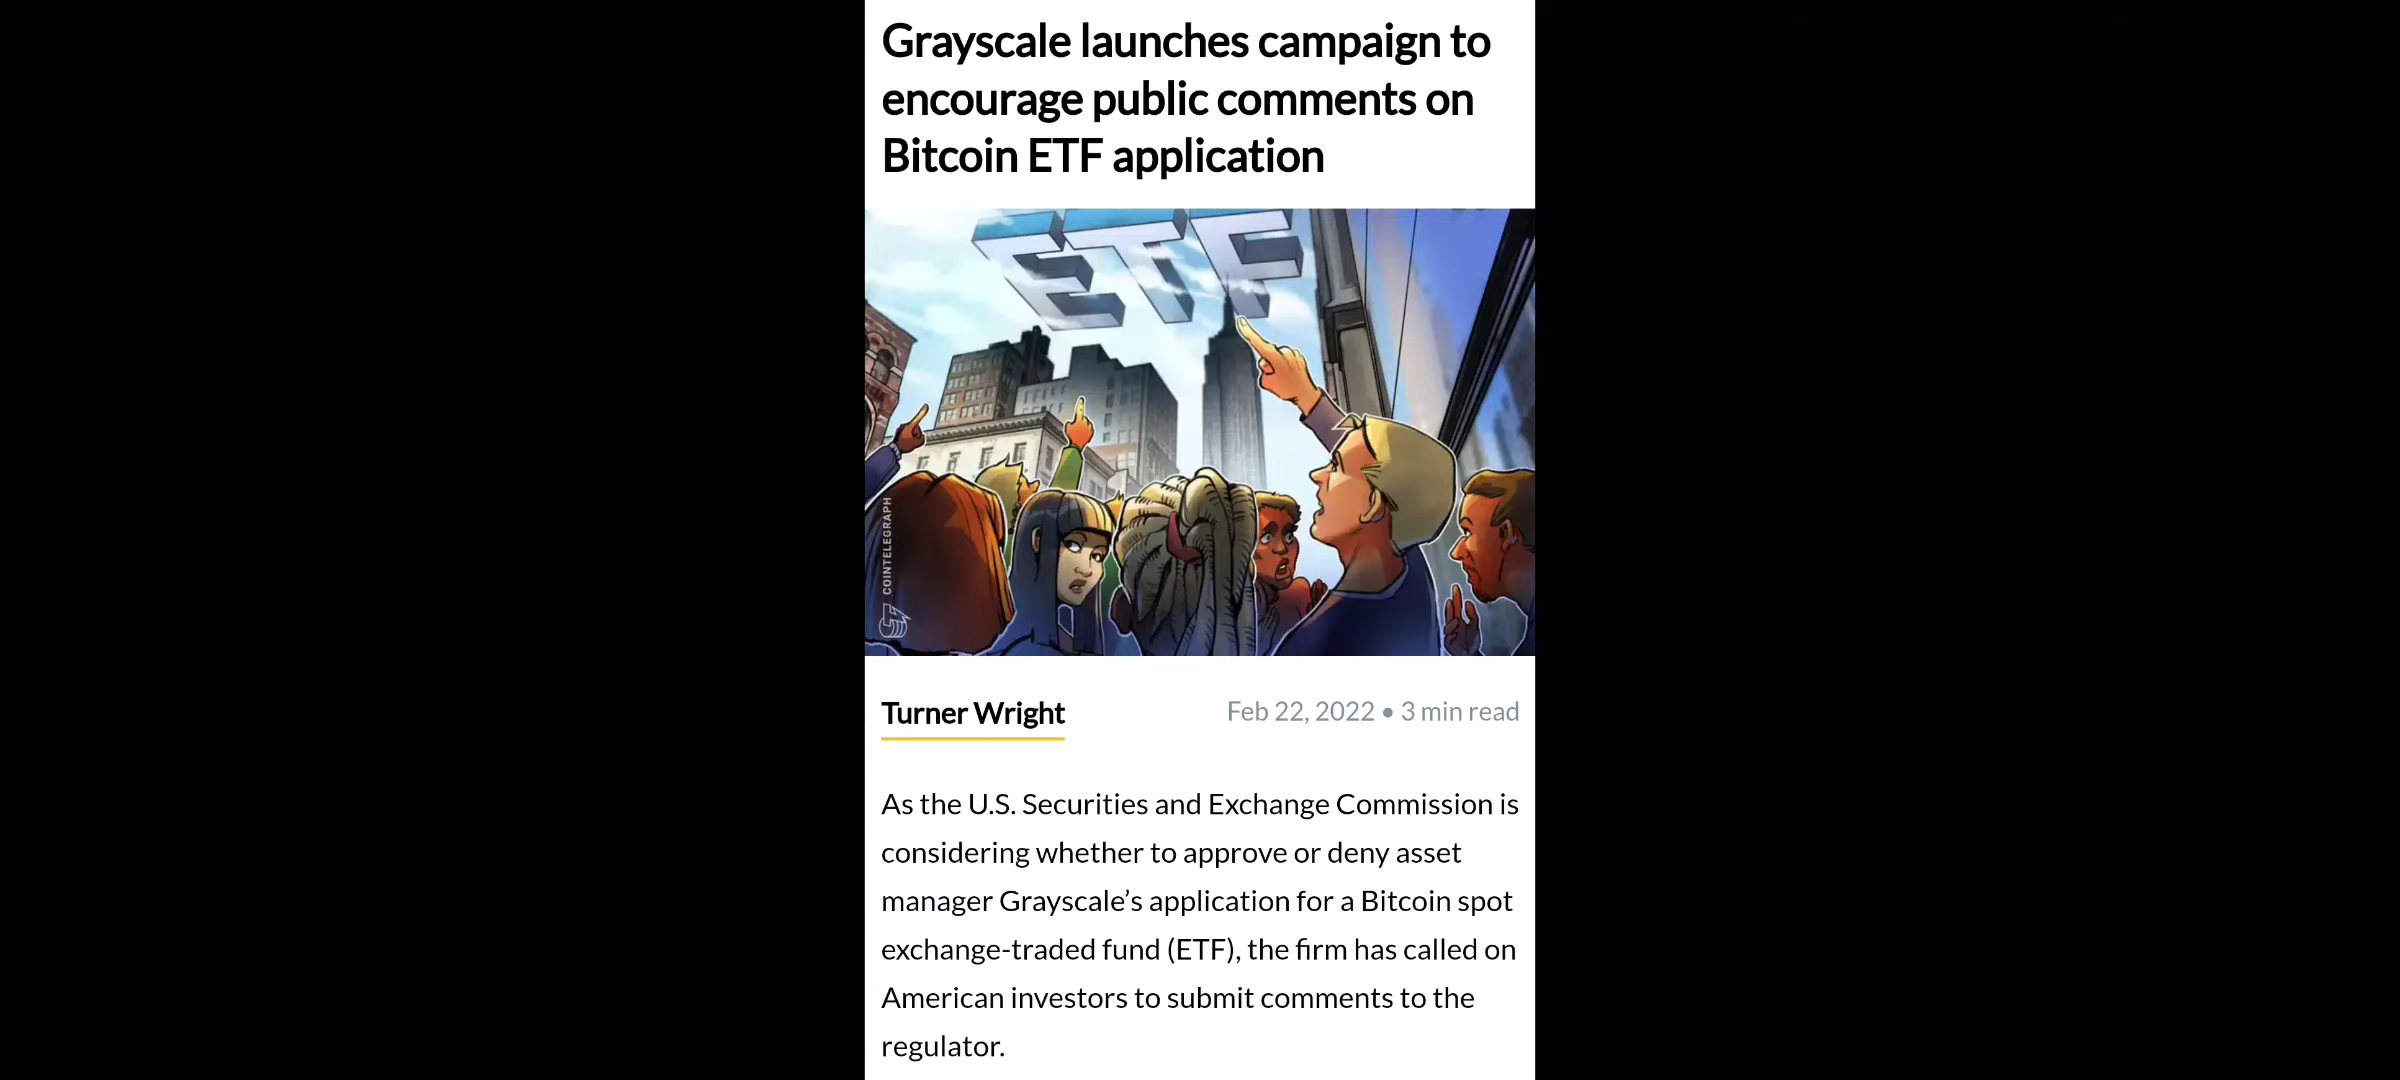 Grayscale launches campaign to
encourage public comments on
Bitcoin ETF application
ETF
COINTELEGRAPH
Turner Wright
Feb 22, 2022 • 3 min read
As the U.S. Securities and Exchange Commission is
considering whether to approve or deny asset
manager Grayscale’s application for a Bitcoin spot
exchange-traded fund (ETF), the firm has called on
American investors to submit comments to the
regulator.